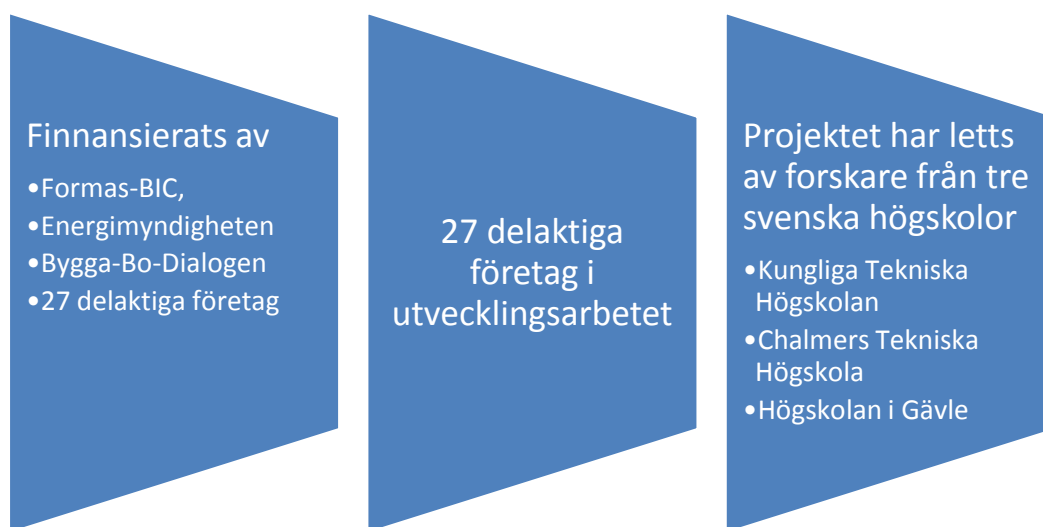 Finnansierats av
•Formas-BIC,
•Energimyndigheten
•Bygga-Bo-Dialogen
•27 delaktiga företag
27 delaktiga
företag i
utvecklingsarbetet
Projektet har letts
av forskare från tre
svenska högskolor
•Kungliga Tekniska
Högskolan
•Chalmers Tekniska
Högskola
•Högskolan i Gävle